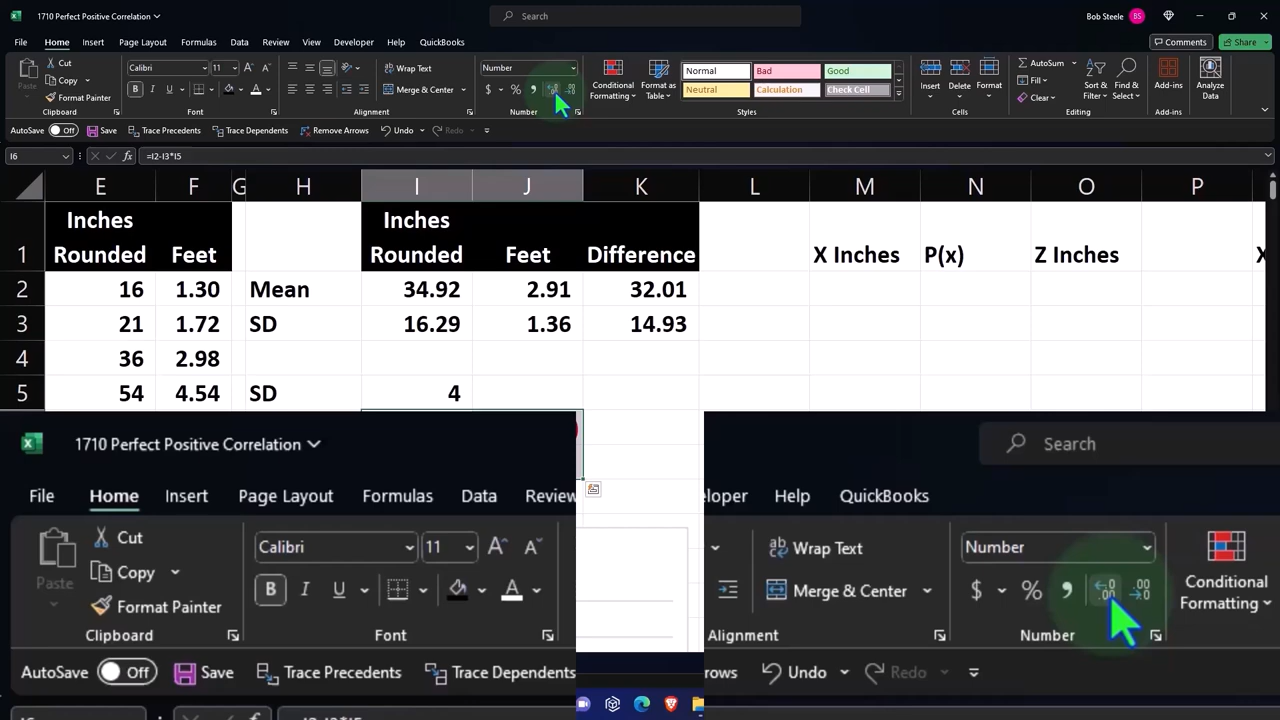 1710 Perfect Positive Correlation
Search
Bob Steele BS
File Home Insert Page Layout Formulas Data Review View Developer Help QuickBooks
Comments Share
Paste
Cut
Copy
Format Painter
Calibri 11
B I U
Wrap Text
Merge & Center
Number
$ % ,
Conditional Formatting
Format as Table
Normal Bad Good
Neutral Calculation Check Cell
Insert Delete Format
AutoSum
Fill
Clear
Sort & Filter
Find & Select
Add-ins
Analyze Data
Clipboard Font Alignment Number Styles Cells Editing Add-ins
AutoSave Off Save Trace Precedents Trace Dependents Remove Arrows Undo Redo
I6 fx =I2-I3*I5
E F G H I J K L M N O P
1 Inches Rounded Feet Inches Rounded Feet Difference X Inches P(x) Z Inches X
2 16 1.30 Mean 34.92 2.91 32.01
3 21 1.72 SD 16.29 1.36 14.93
4 36 2.98
5 54 4.54 SD 4
1710 Perfect Positive Correlation
Search
File Home Insert Page Layout Formulas Data Review
eloper Help QuickBooks
Paste
Cut
Copy
Format Painter
Calibri 11
B I U
Wrap Text
Merge & Center
Number
$ % ,
Conditional
Formatting
Clipboard Font Alignment Number
AutoSave Off Save Trace Precedents Trace Dependents
rows Undo Redo